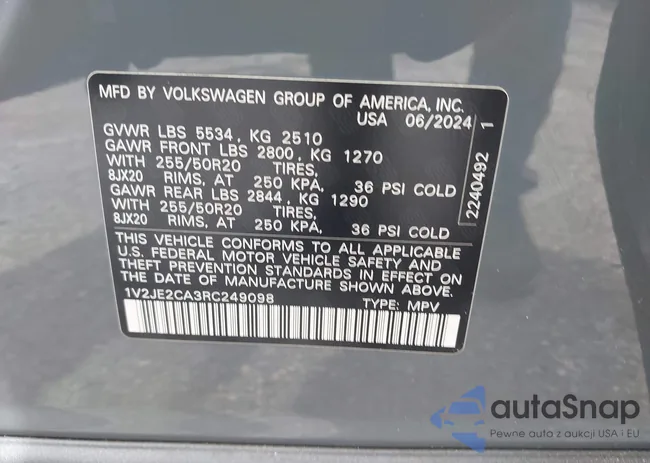 MFD BY VOLKSWAGEN GROUP OF AMERICA, INC.
USA 06/2024
GVWR LBS 5534, KG 2510
GAWR FRONT LBS 2800, KG 1270
WITH 255/50R20 TIRES,
8JX20 RIMS, AT 250 KPA, 36 PSI COLD
GAWR REAR LBS 2844, KG 1290
WITH 255/50R20 TIRES,
8JX20 RIMS, AT 250 KPA, 36 PSI COLD
THIS VEHICLE CONFORMS TO ALL APPLICABLE
U.S. FEDERAL MOTOR VEHICLE SAFETY AND
THEFT PREVENTION STANDARDS IN EFFECT ON
THE DATE OF MANUFACTURE SHOWN ABOVE.
1V2JE2CA3RC249098 TYPE: MPV
2240492 1
autaSnap
Pewne auto z aukcji USA i EU